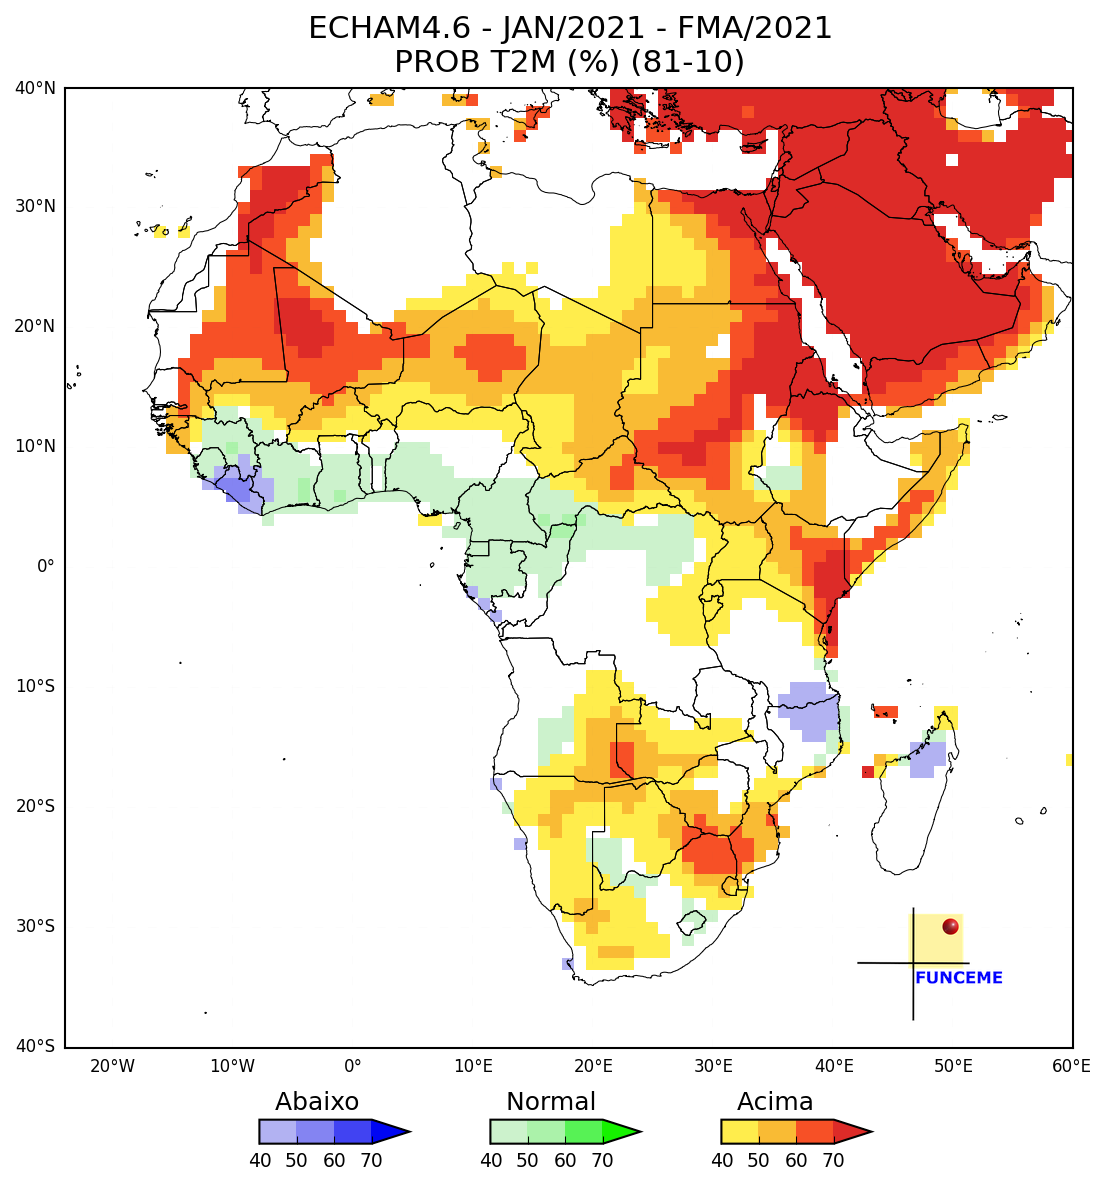 ECHAM4.6 - JAN/2021 - FMA/2021
PROB T2M (%) (81-10)
40°N
30°N
20°N
10°N
0°
10°S
20°S
30°S
40°S
FUNCEME
20°W 10°W 0° 10°E 20°E 30°E 40°E 50°E 60°E
Abaixo Normal Acima
40 50 60 70 40 50 60 70 40 50 60 70